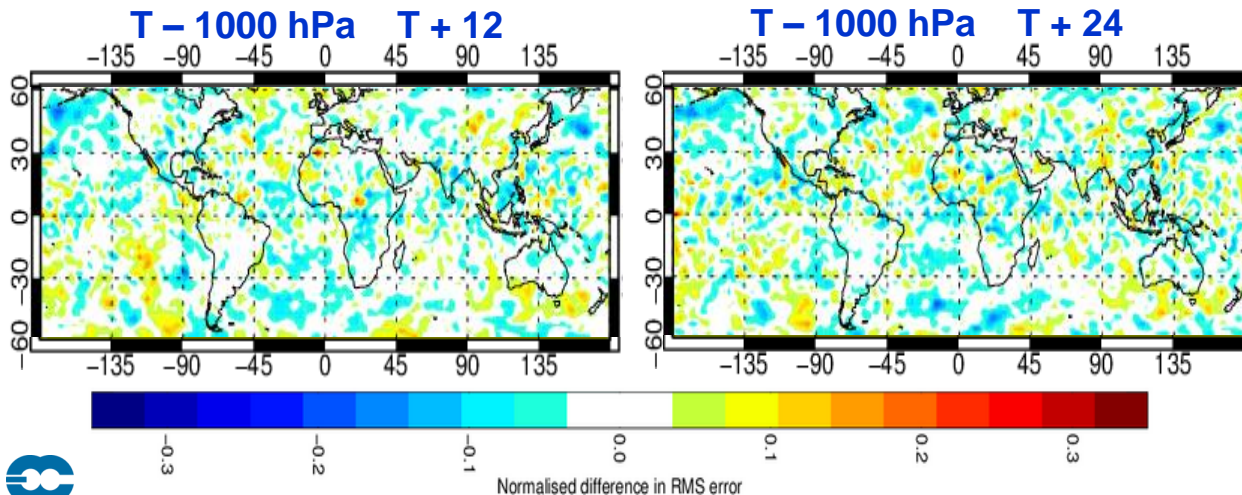 T – 1000 hPa T + 12 T – 1000 hPa T + 24
−135 −90 −45 0 45 90 135 −135 −90 −45 0 45 90 135
60 60
30 30
0 0
−30 −30
−60 −60
−135 −90 −45 0 45 90 135 −135 −90 −45 0 45 90 135
−0.3 −0.2 −0.1 0.0 0.1 0.2 0.3
Normalised difference in RMS error